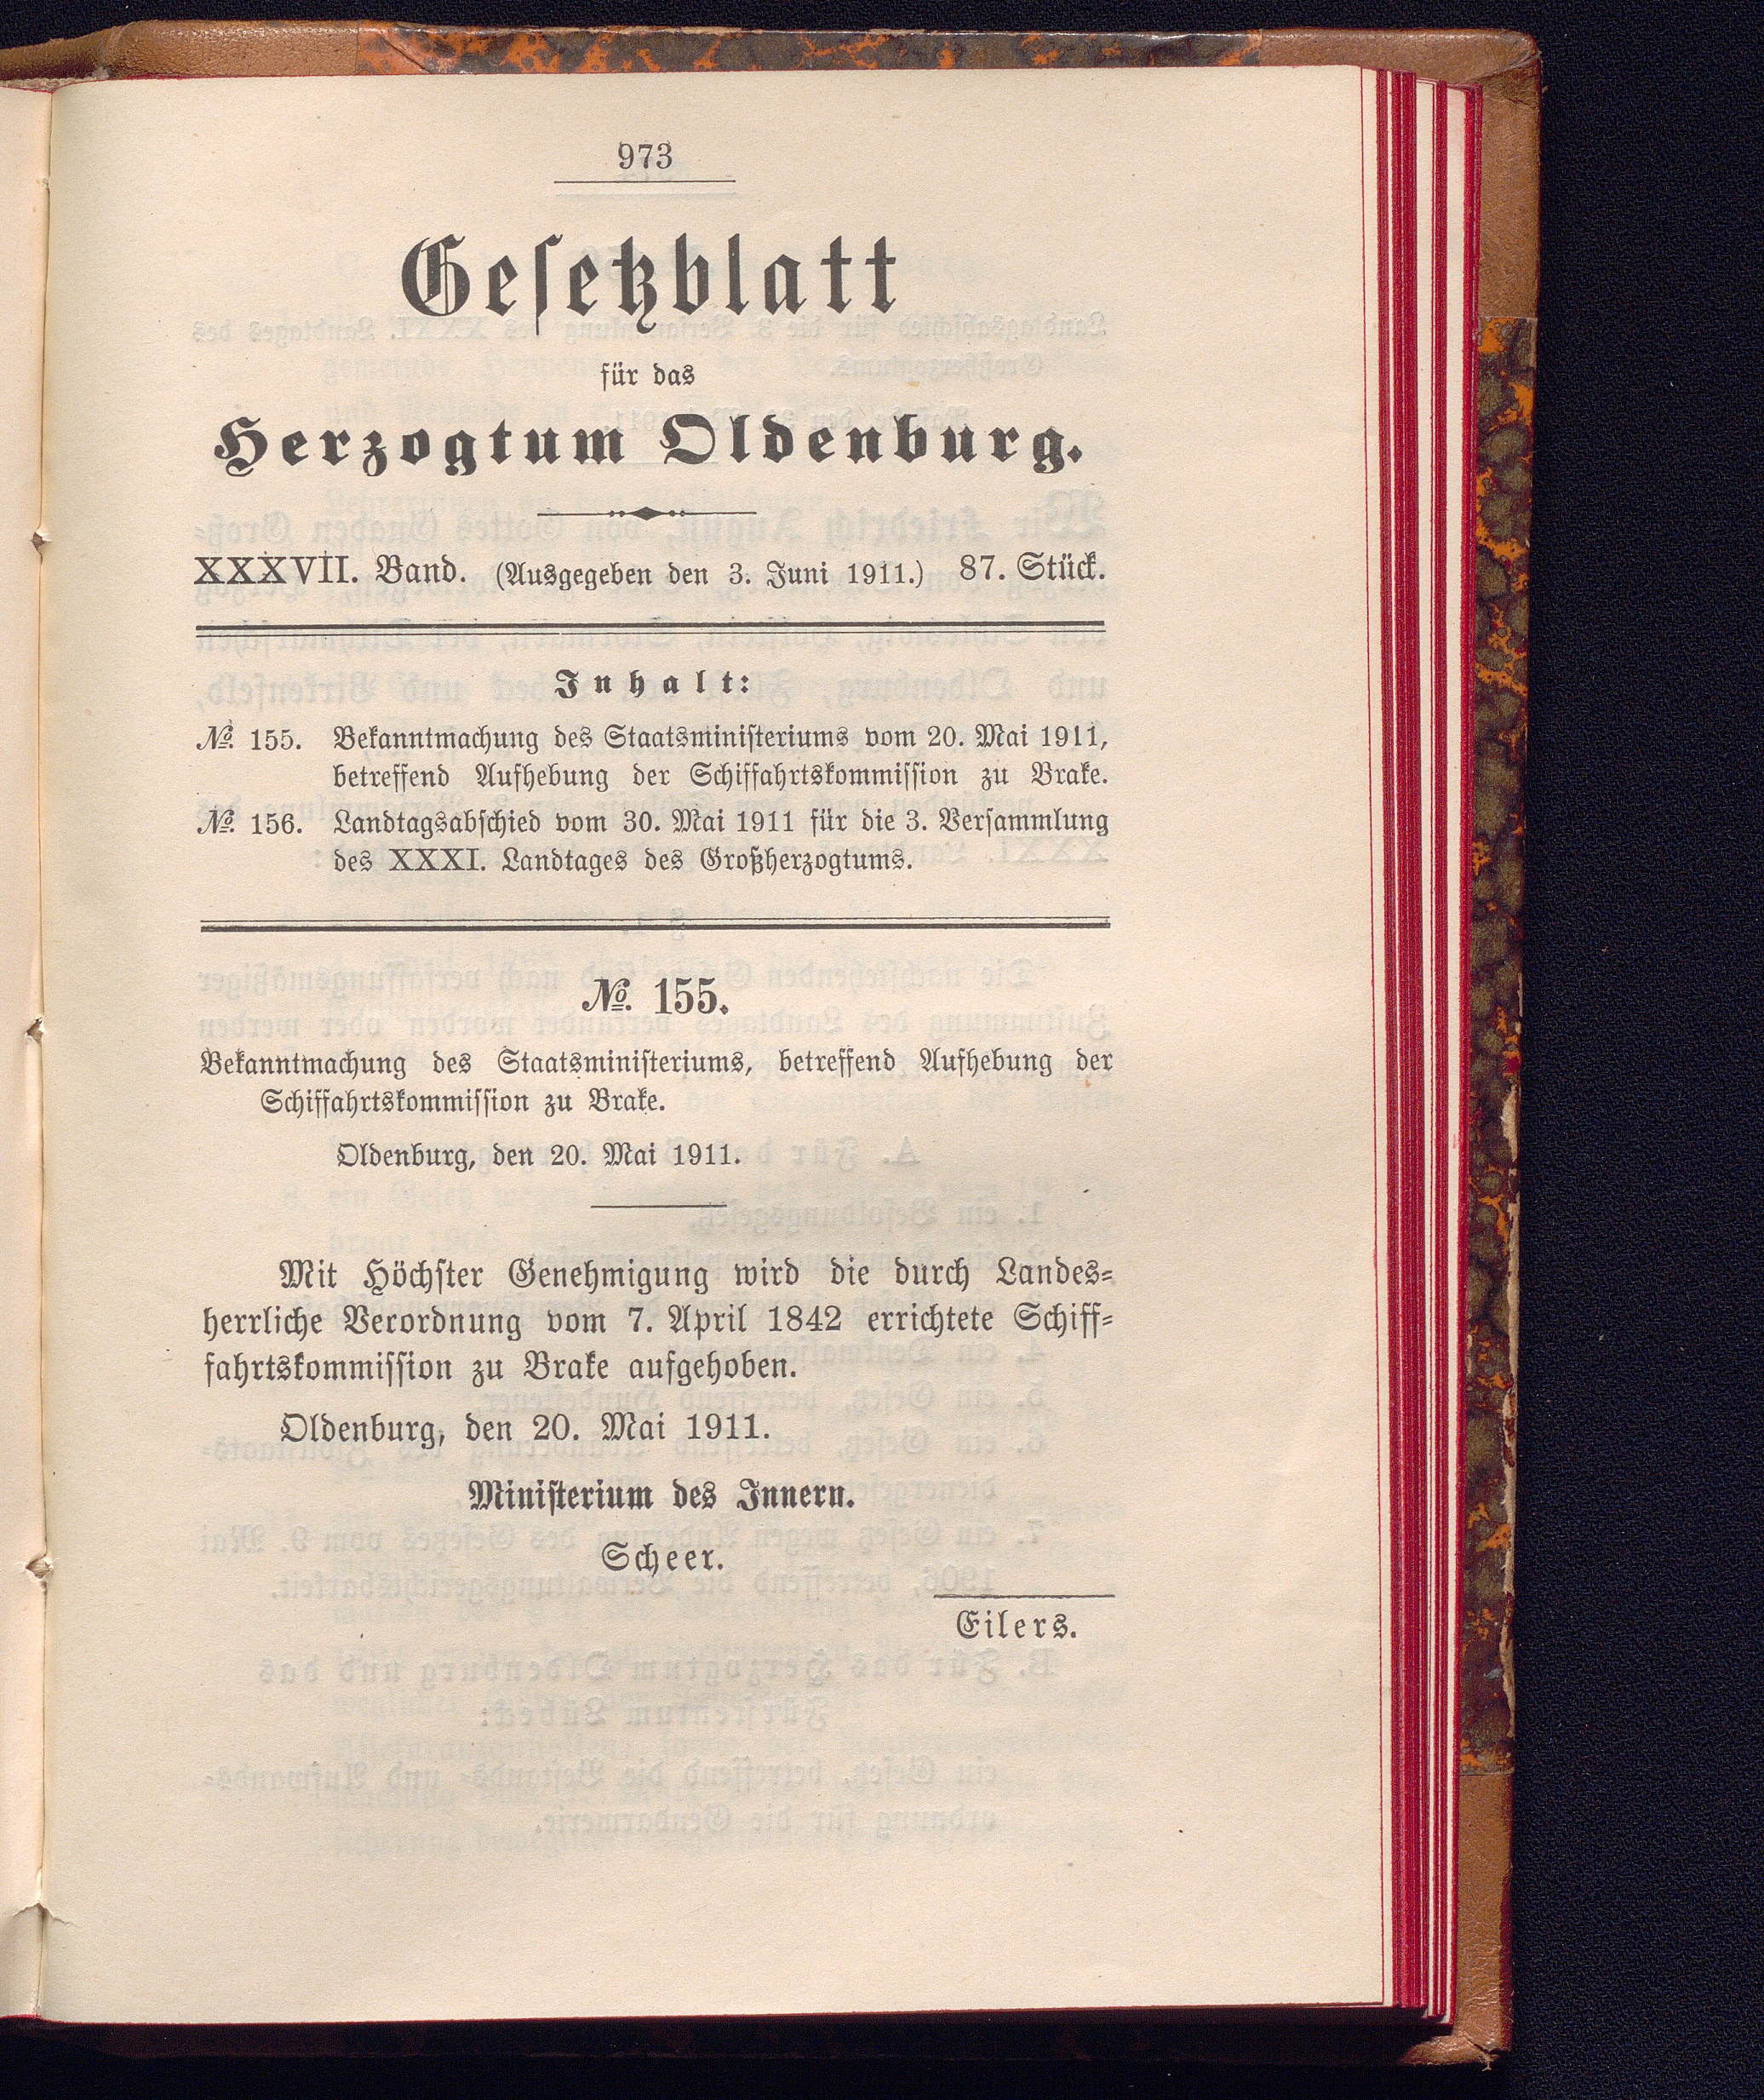 973
Gesetzblatt
für das
Herzogtum Oldenburg.
XXXVII. Band. (Ausgegeben den 3. Juni 1911.) 87. Stück.
Inhalt:
№. 155. Bekanntmachung des Staatsministeriums vom 20. Mai 1911,
betreffend Aufhebung der Schiffahrtskommission zu Brake.
№. 156. Landtagsabschied vom 30. Mai 1911 für die 3. Versammlung
des XXXI. Landtages des Großherzogtums.
№. 155.
Bekanntmachung des Staatsministeriums, betreffend Aufhebung der
Schiffahrtskommission zu Brake.
Oldenburg, den 20. Mai 1911.
Mit Höchster Genehmigung wird die durch Landes-
herrliche Verordnung vom 7. April 1842 errichtete Schiff-
fahrtskommission zu Brake aufgehoben.
Oldenburg, den 20. Mai 1911.
Ministerium des Innern.
Scheer.
Eilers.